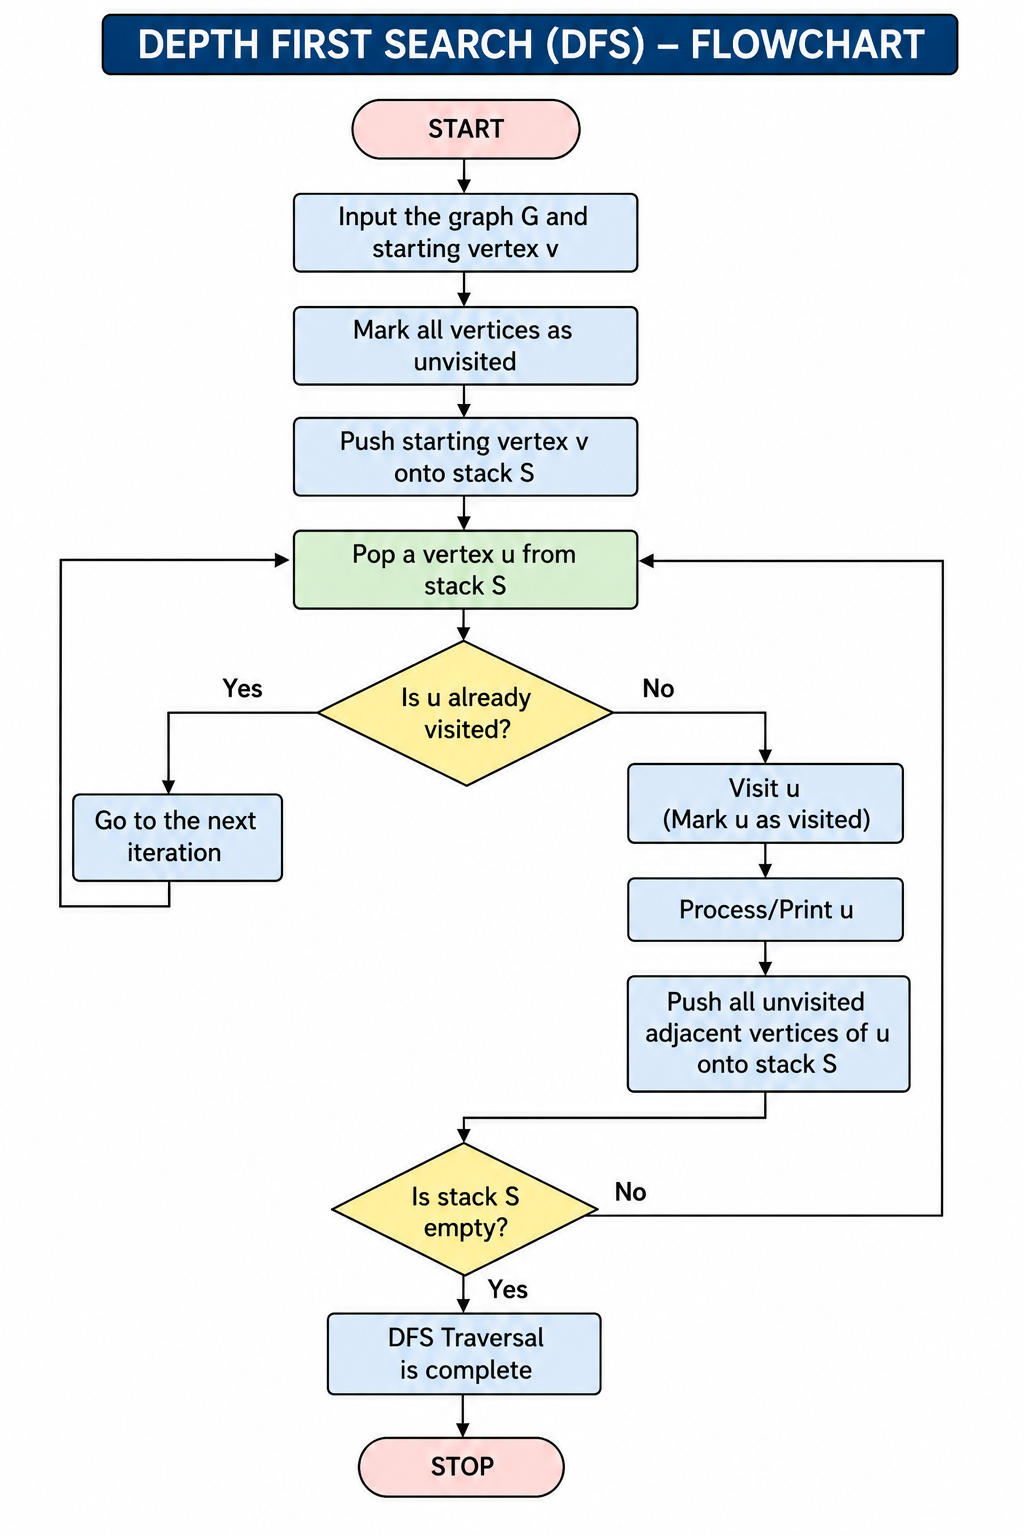 DEPTH FIRST SEARCH (DFS) – FLOWCHART
START
Input the graph G and
starting vertex v
Mark all vertices as
unvisited
Push starting vertex v
onto stack S
Pop a vertex u from
stack S
Is u already
visited?
Yes
No
Go to the next
iteration
Visit u
(Mark u as visited)
Process/Print u
Push all unvisited
adjacent vertices of u
onto stack S
Is stack S
empty?
No
Yes
DFS Traversal
is complete
STOP